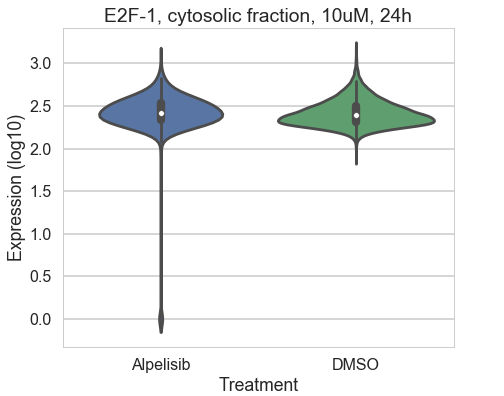 E2F-1, cytosolic fraction, 10uM, 24h
Expression (log10)
3.0
2.5
2.0
1.5
1.0
0.5
0.0
Alpelisib DMSO
Treatment